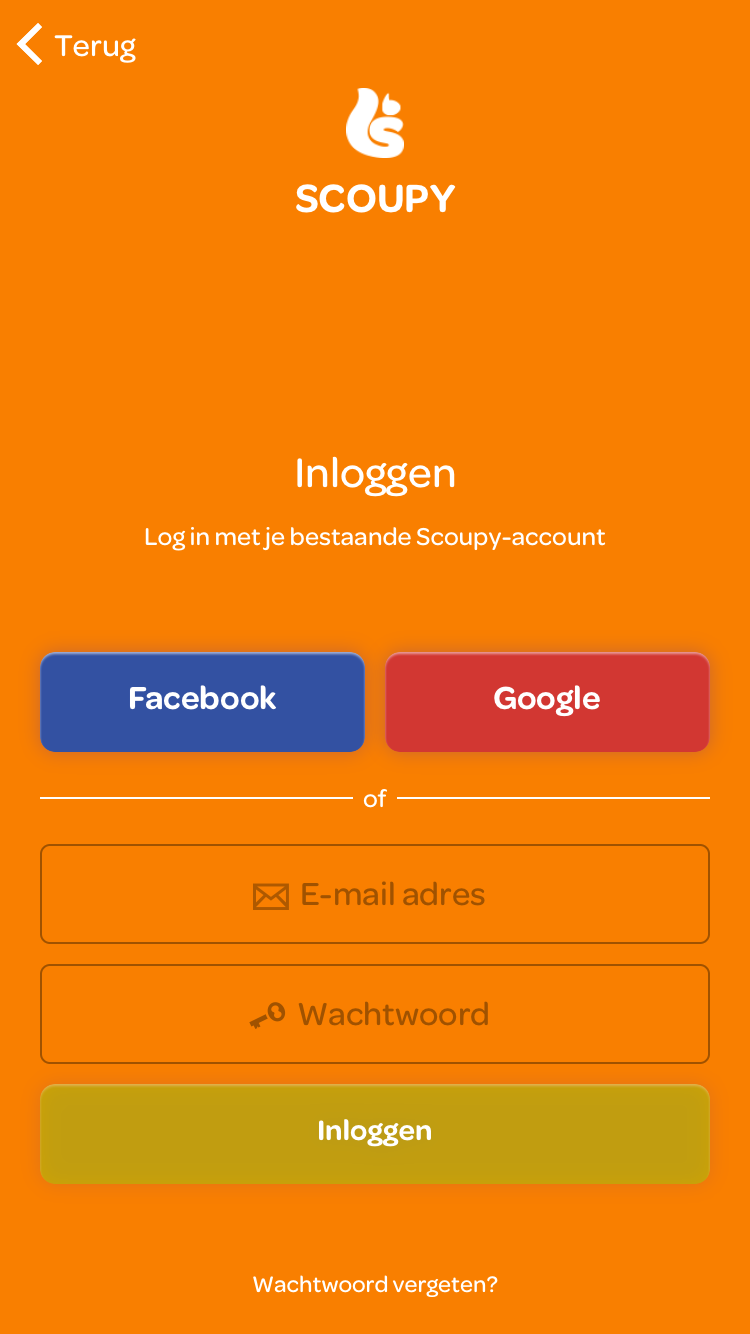 Terug
SCOUPY
Inloggen
Log in met je bestaande Scoupy-account
Facebook
Google
of
E-mail adres
Wachtwoord
Inloggen
Wachtwoord vergeten?